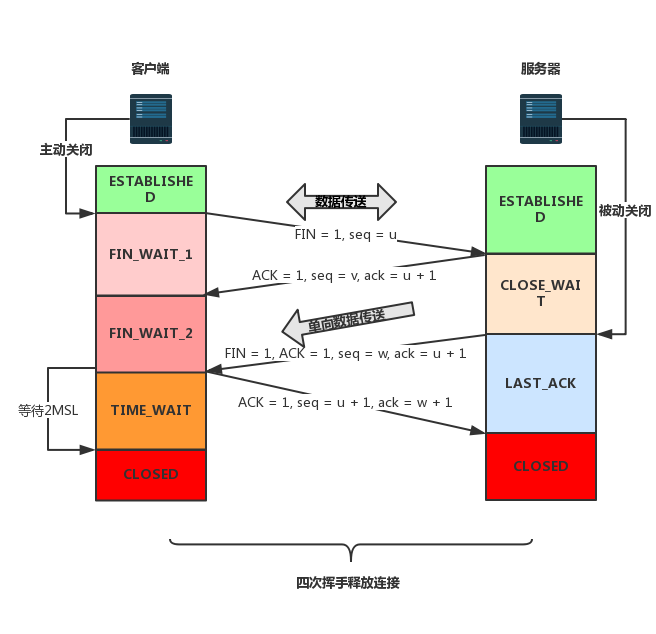 客户端
服务器
主动关闭
ESTABLISHE
D
数据传送
ESTABLISHE
D
被动关闭
FIN = 1, seq = u
FIN_WAIT_1
ACK = 1, seq = v, ack = u + 1
CLOSE_WAI
T
单向数据传送
FIN_WAIT_2
FIN = 1, ACK = 1, seq = w, ack = u + 1
LAST_ACK
ACK = 1, seq = u + 1, ack = w + 1
等待2MSL
TIME_WAIT
CLOSED
CLOSED
四次挥手释放连接